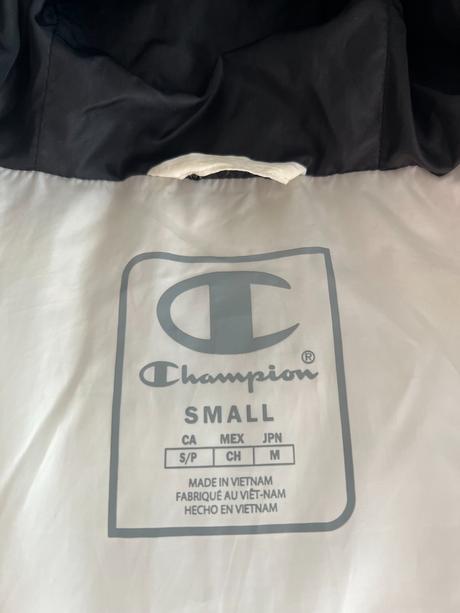 Champion®
SMALL
CA MEX JPN
S/P CH M
MADE IN VIETNAM
FABRIQUÉ AU VIÊT-NAM
HECHO EN VIETNAM